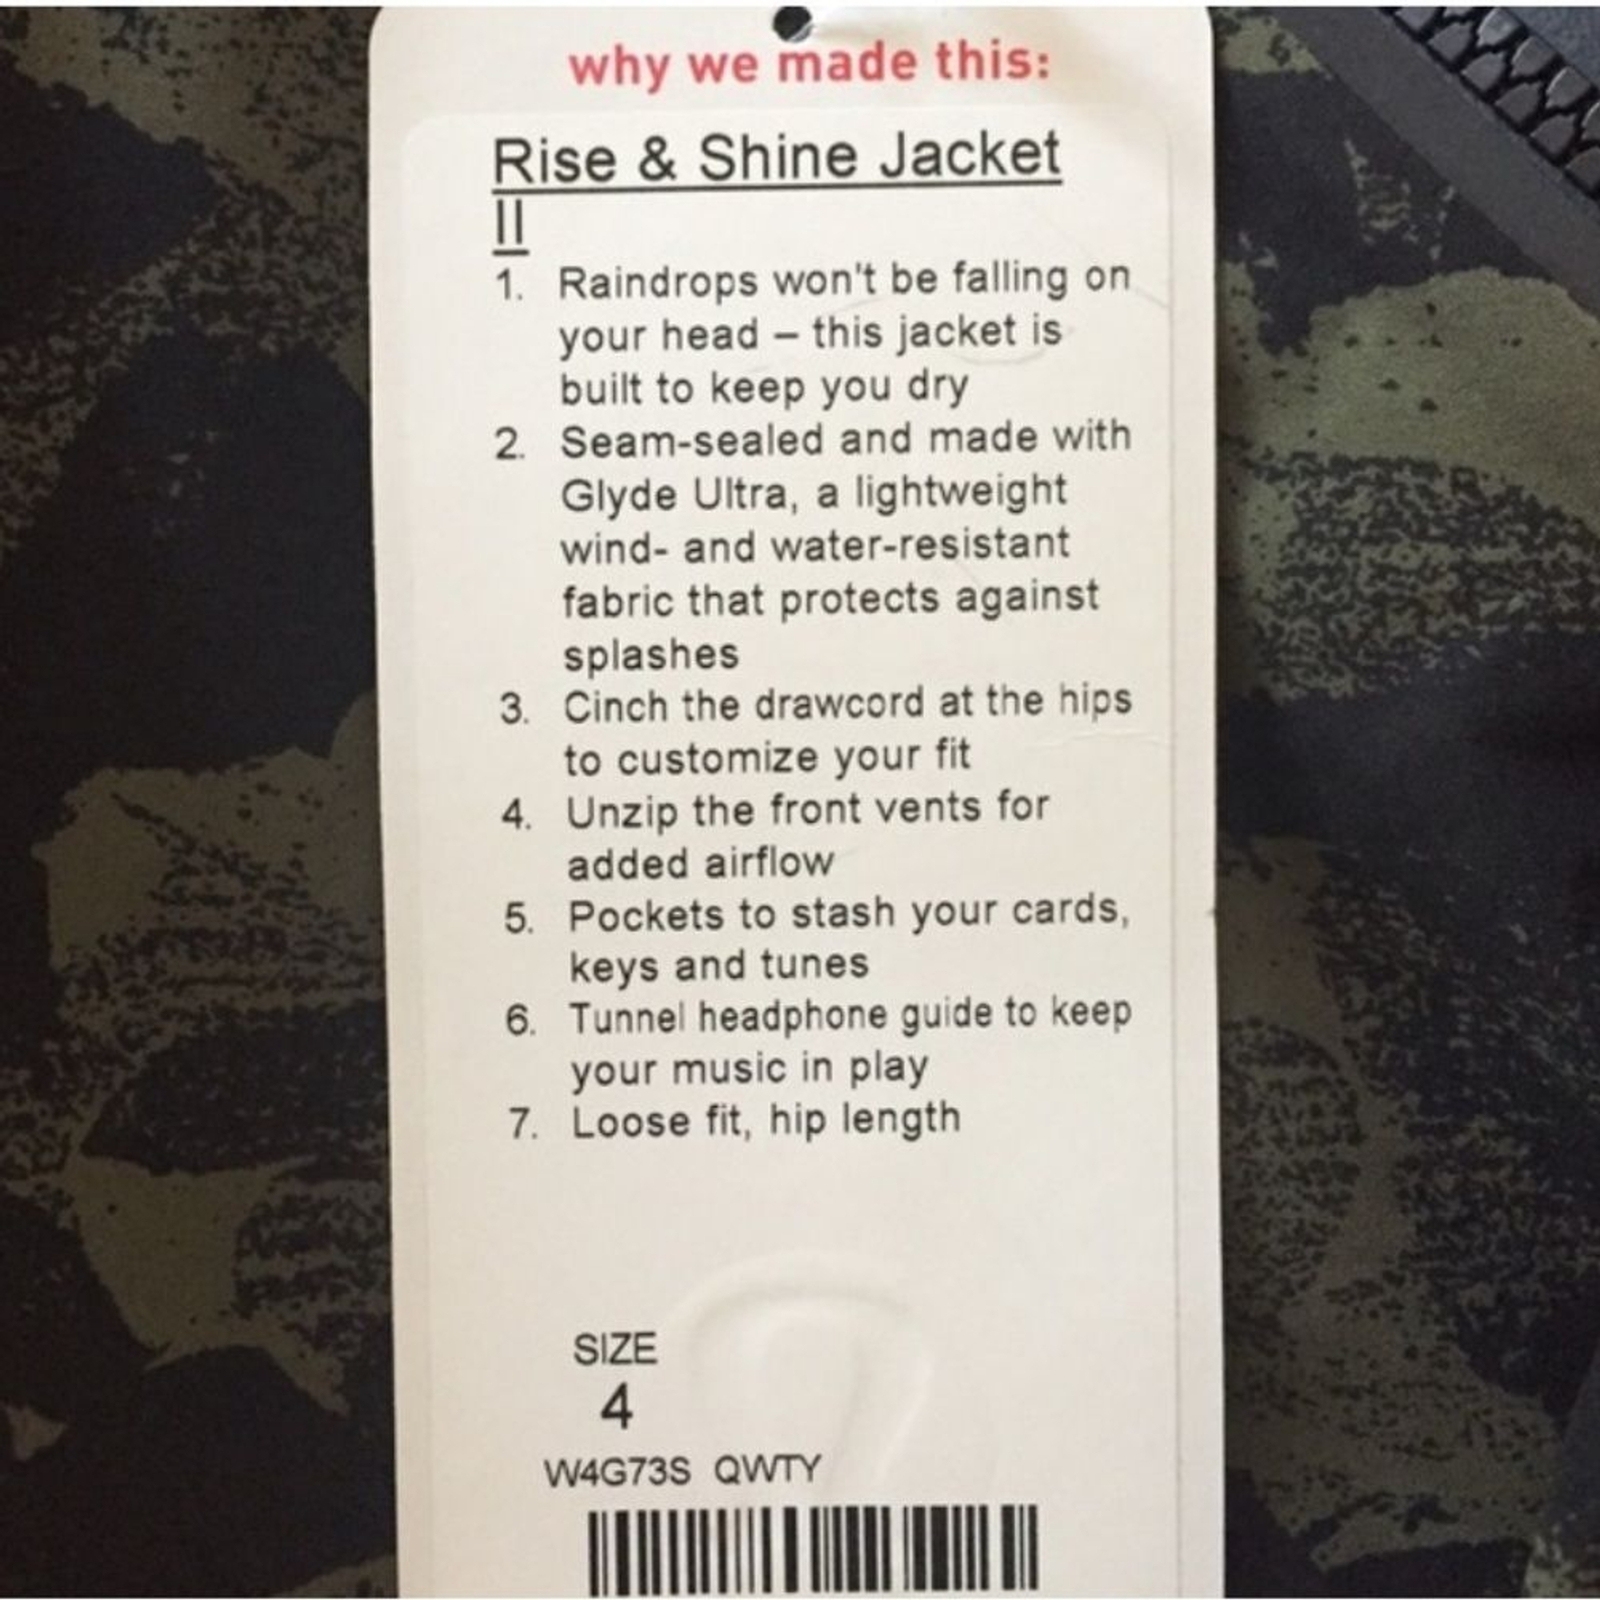 why we made this:
Rise & Shine Jacket
II
1. Raindrops won't be falling on
your head – this jacket is
built to keep you dry
2. Seam-sealed and made with
Glyde Ultra, a lightweight
wind- and water-resistant
fabric that protects against
splashes
3. Cinch the drawcord at the hips
to customize your fit
4. Unzip the front vents for
added airflow
5. Pockets to stash your cards,
keys and tunes
6. Tunnel headphone guide to keep
your music in play
7. Loose fit, hip length
SIZE
4
W4G73S QWTY